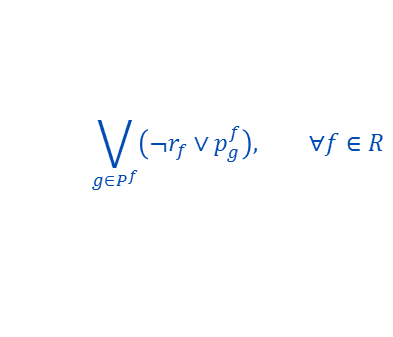 ⋁_{g∈P^f} (¬r_f ∨ p_g^f), ∀f ∈ R